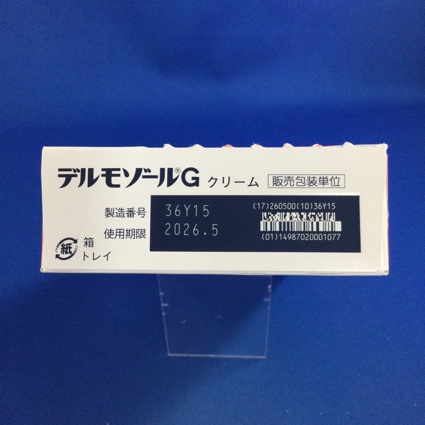 デルモゾール®G クリーム 販売包装単位
製造番号 36Y15
使用期限 2026.5
(17)260500(10)36Y15
(01)14987020001077
紙 箱
トレイ